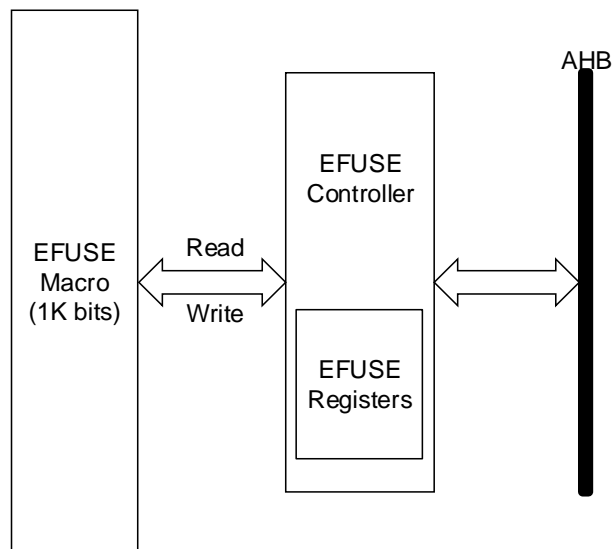 EFUSE
Macro
(1K bits)
Read
Write
EFUSE
Controller
EFUSE
Registers
AHB